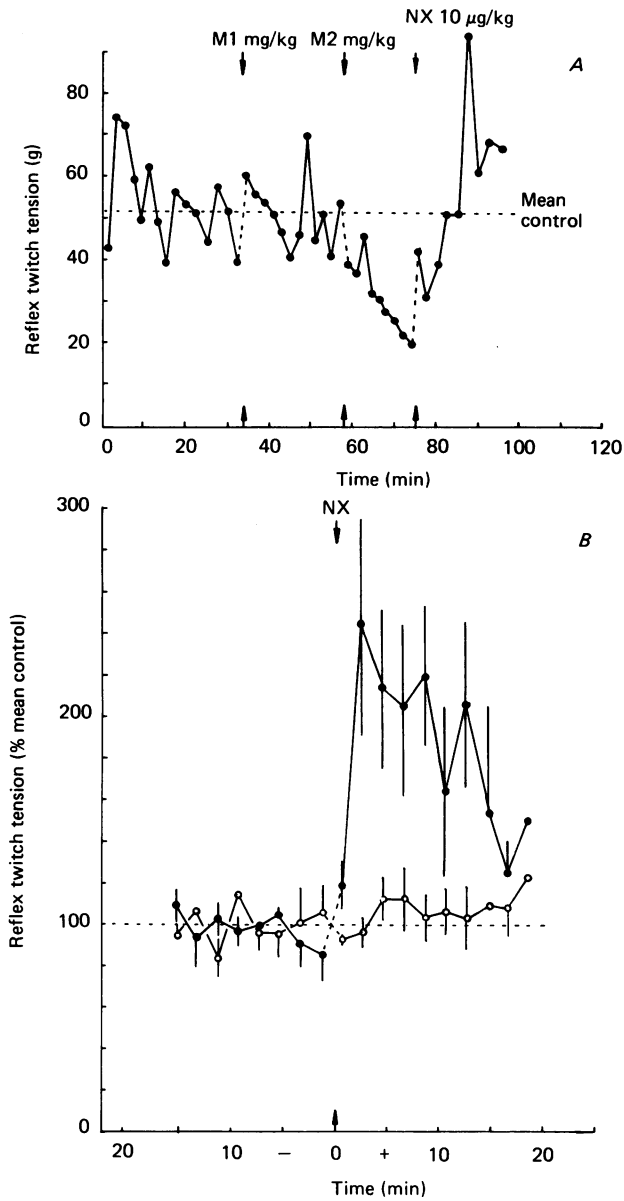 NX 10 μg/kg
M1 mg/kg M2 mg/kg
A
80
60
40
20
0
Reflex twitch tension (g)
Mean
control
0 20 40 60 80 100 120
Time (min)
300
NX
B
200
100
0
Reflex twitch tension (% mean control)
20 10 − 0 + 10 20
Time (min)